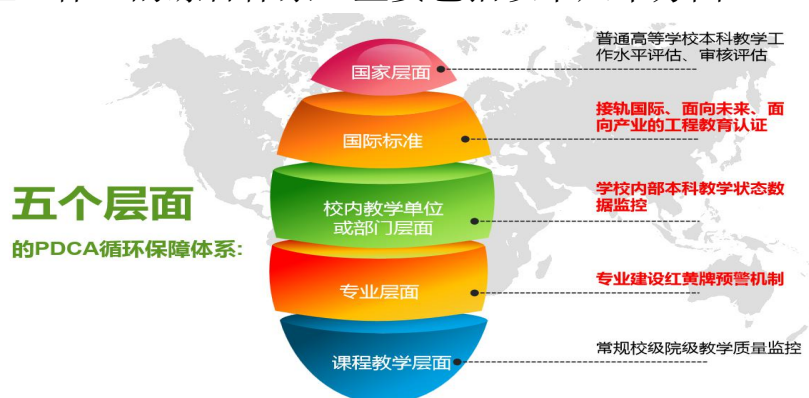 国家层面
普通高等学校本科教学工
作水平评估、审核评估
国际标准
接轨国际、面向未来、面
向产业的工程教育认证
五个层面
的PDCA循环保障体系:
校内教学单位
或部门层面
学校内部本科教学状态数
据监控
专业层面
专业建设红黄牌预警机制
课程教学层面
常规校级院级教学质量监控